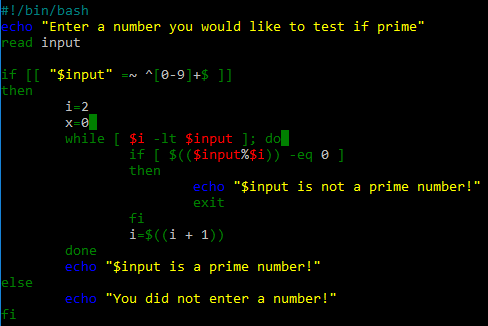 #!/bin/bash
echo "Enter a number you would like to test if prime"
read input

if [[ "$input" =~ ^[0-9]+$ ]]
then
        i=2
        x=0
        while [ $i -lt $input ]; do
                if [ $(($input%$i)) -eq 0 ]
                then
                        echo "$input is not a prime number!"
                        exit
                fi
                i=$((i + 1))
        done
        echo "$input is a prime number!"
else
        echo "You did not enter a number!"
fi